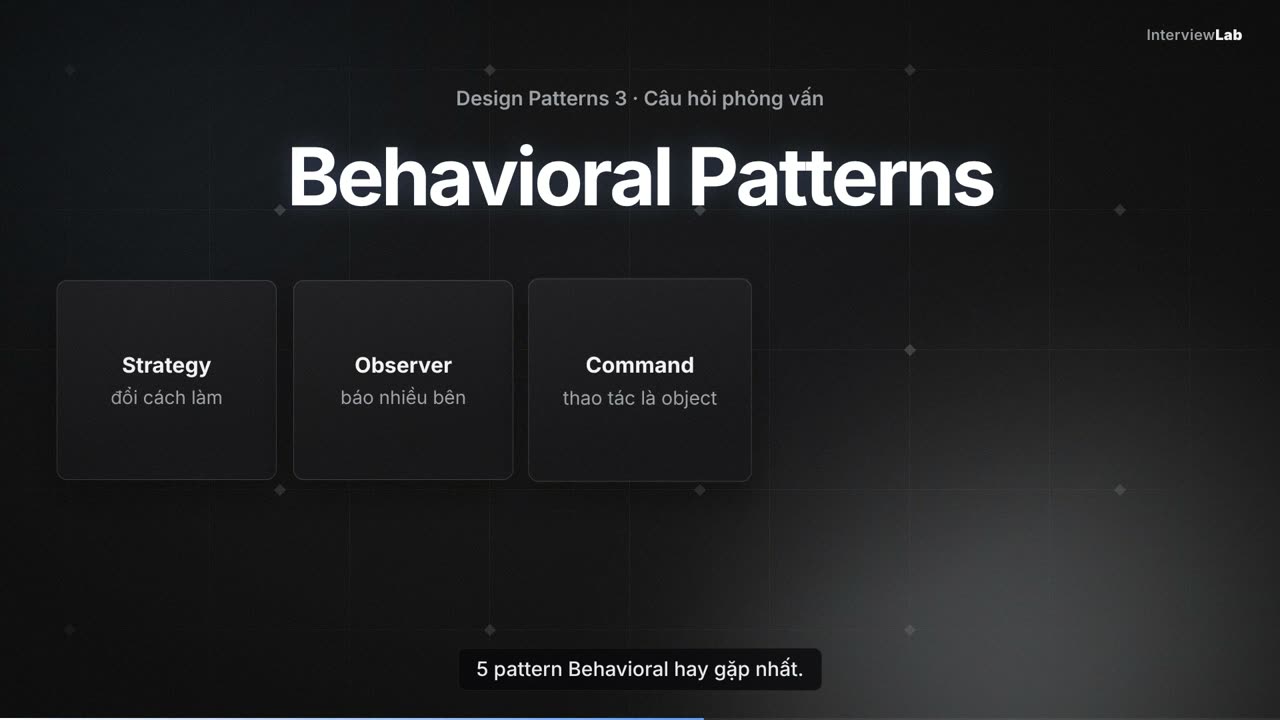 InterviewLab
Design Patterns 3 · Câu hỏi phỏng vấn
Behavioral Patterns
Strategy
đổi cách làm
Observer
báo nhiều bên
Command
thao tác là object
5 pattern Behavioral hay gặp nhất.